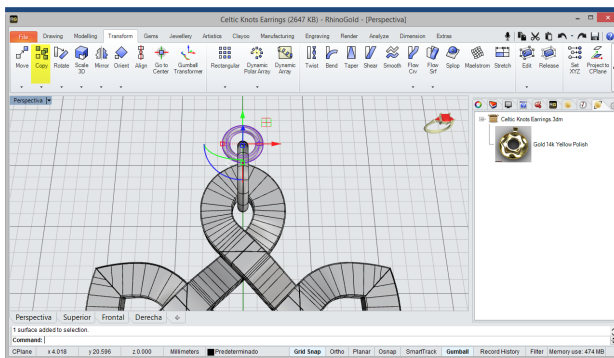 Celtic Knots Earrings (2647 KB) - RhinoGold - [Perspectiva]
File Drawing Modelling Transform Gems Jewellery Artistics Clayoo Manufacturing Engraving Render Analyze Dimension Extras
Move Copy Rotate Scale 3D Mirror Orient Align Go to Center Gumball Transformer Rectangular Dynamic Polar Array Dynamic Array Twist Bend Taper Shear Smooth Flow Crv Flow Srf Splop Maelstrom Stretch Edit Release Set XYZ Project to CPlane
Perspectiva
Celtic Knots Earrings.3dm
Gold 14k Yellow Polish
Perspectiva Superior Frontal Derecha
1 surface added to selection.
Command:
CPlane x 4.018 y 20.596 z 0.000 Millimeters Predeterminado Grid Snap Ortho Planar Osnap SmartTrack Gumball Record History Filter Memory use: 474 MB